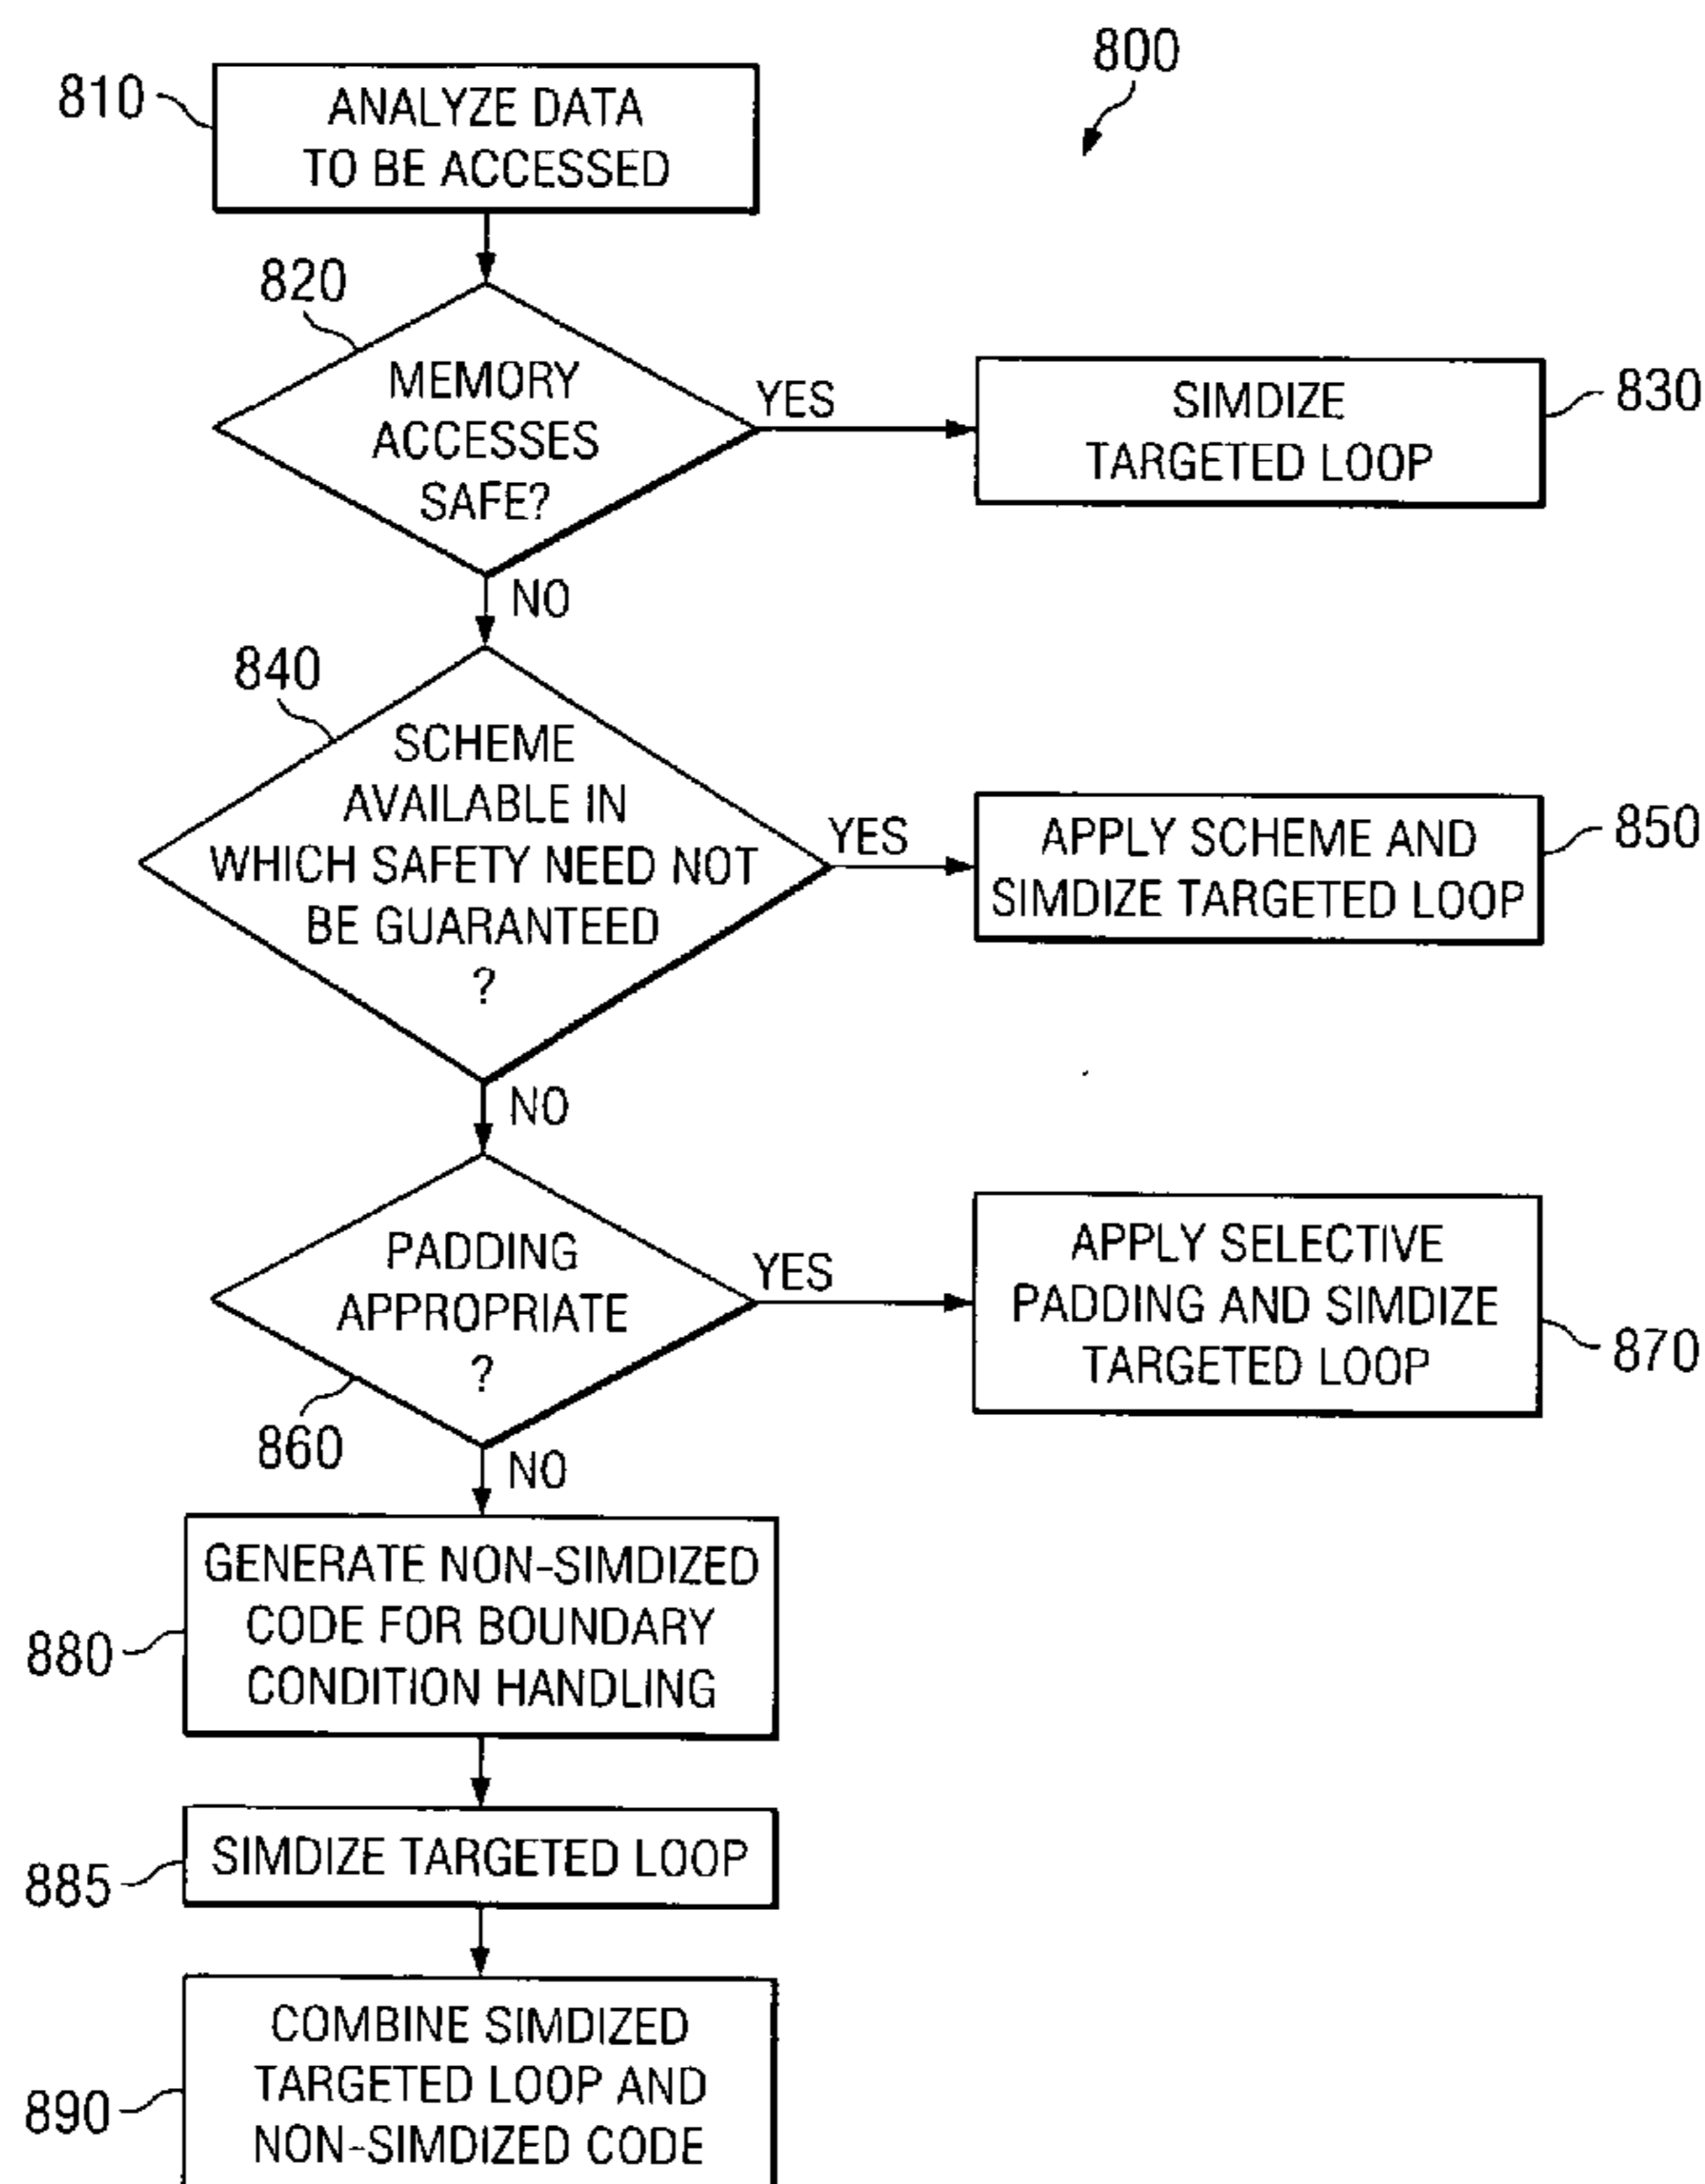 800
810
ANALYZE DATA
TO BE ACCESSED
820
MEMORY
ACCESSES
SAFE?
YES
SIMDIZE
TARGETED LOOP
830
NO
840
SCHEME
AVAILABLE IN
WHICH SAFETY NEED NOT
BE GUARANTEED
?
YES
APPLY SCHEME AND
SIMDIZE TARGETED LOOP
850
NO
PADDING
APPROPRIATE
?
860
YES
APPLY SELECTIVE
PADDING AND SIMDIZE
TARGETED LOOP
870
NO
GENERATE NON-SIMDIZED
CODE FOR BOUNDARY
CONDITION HANDLING
880
SIMDIZE TARGETED LOOP
885
COMBINE SIMDIZED
TARGETED LOOP AND
NON-SIMDIZED CODE
890